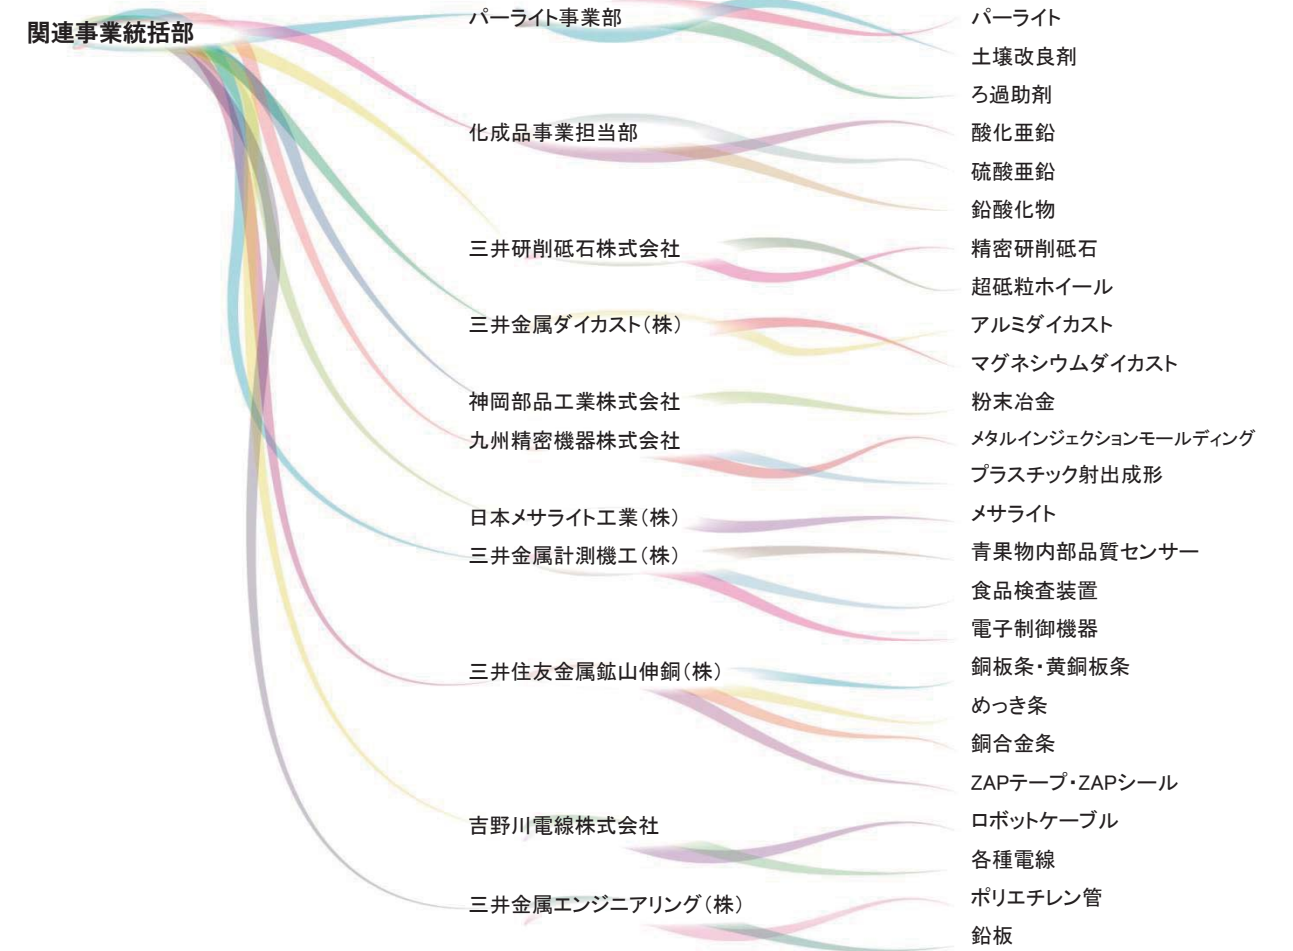 関連事業統括部
パーライト事業部
パーライト
土壌改良剤
ろ過助剤
化成品事業担当部
酸化亜鉛
硫酸亜鉛
鉛酸化物
三井研削砥石株式会社
精密研削砥石
超砥粒ホイール
三井金属ダイカスト（株）
アルミダイカスト
マグネシウムダイカスト
神岡部品工業株式会社
粉末冶金
九州精密機器株式会社
メタルインジェクションモールディング
プラスチック射出成形
日本メサライト工業（株）
メサライト
三井金属計測機工（株）
青果物内部品質センサー
食品検査装置
電子制御機器
三井住友金属鉱山伸銅（株）
銅板条・黄銅板条
めっき条
銅合金条
ZAPテープ・ZAPシール
吉野川電線株式会社
ロボットケーブル
各種電線
三井金属エンジニアリング（株）
ポリエチレン管
鉛板